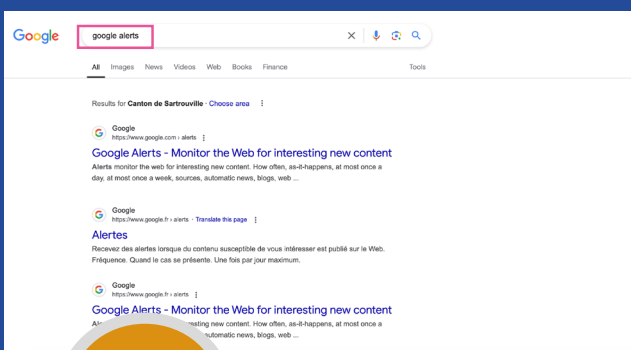 Google
google alerts
All Images News Videos Web Books Finance Tools
Results for Canton de Sartrouville · Choose area
Google
https://www.google.com › alerts
Google Alerts - Monitor the Web for interesting new content
Alerts monitor the web for interesting new content. How often, as-it-happens, at most once a
day, at most once a week, sources, automatic news, blogs, web ...
Google
https://www.google.fr › alerts · Translate this page
Alertes
Recevez des alertes lorsque du contenu susceptible de vous intéresser est publié sur le Web.
Fréquence. Quand le cas se présente. Une fois par jour maximum.
Google
https://www.google.fr › alerts
Google Alerts - Monitor the Web for interesting new content
new content. How often, as-it-happens, at most once a
automatic news, blogs, web ...